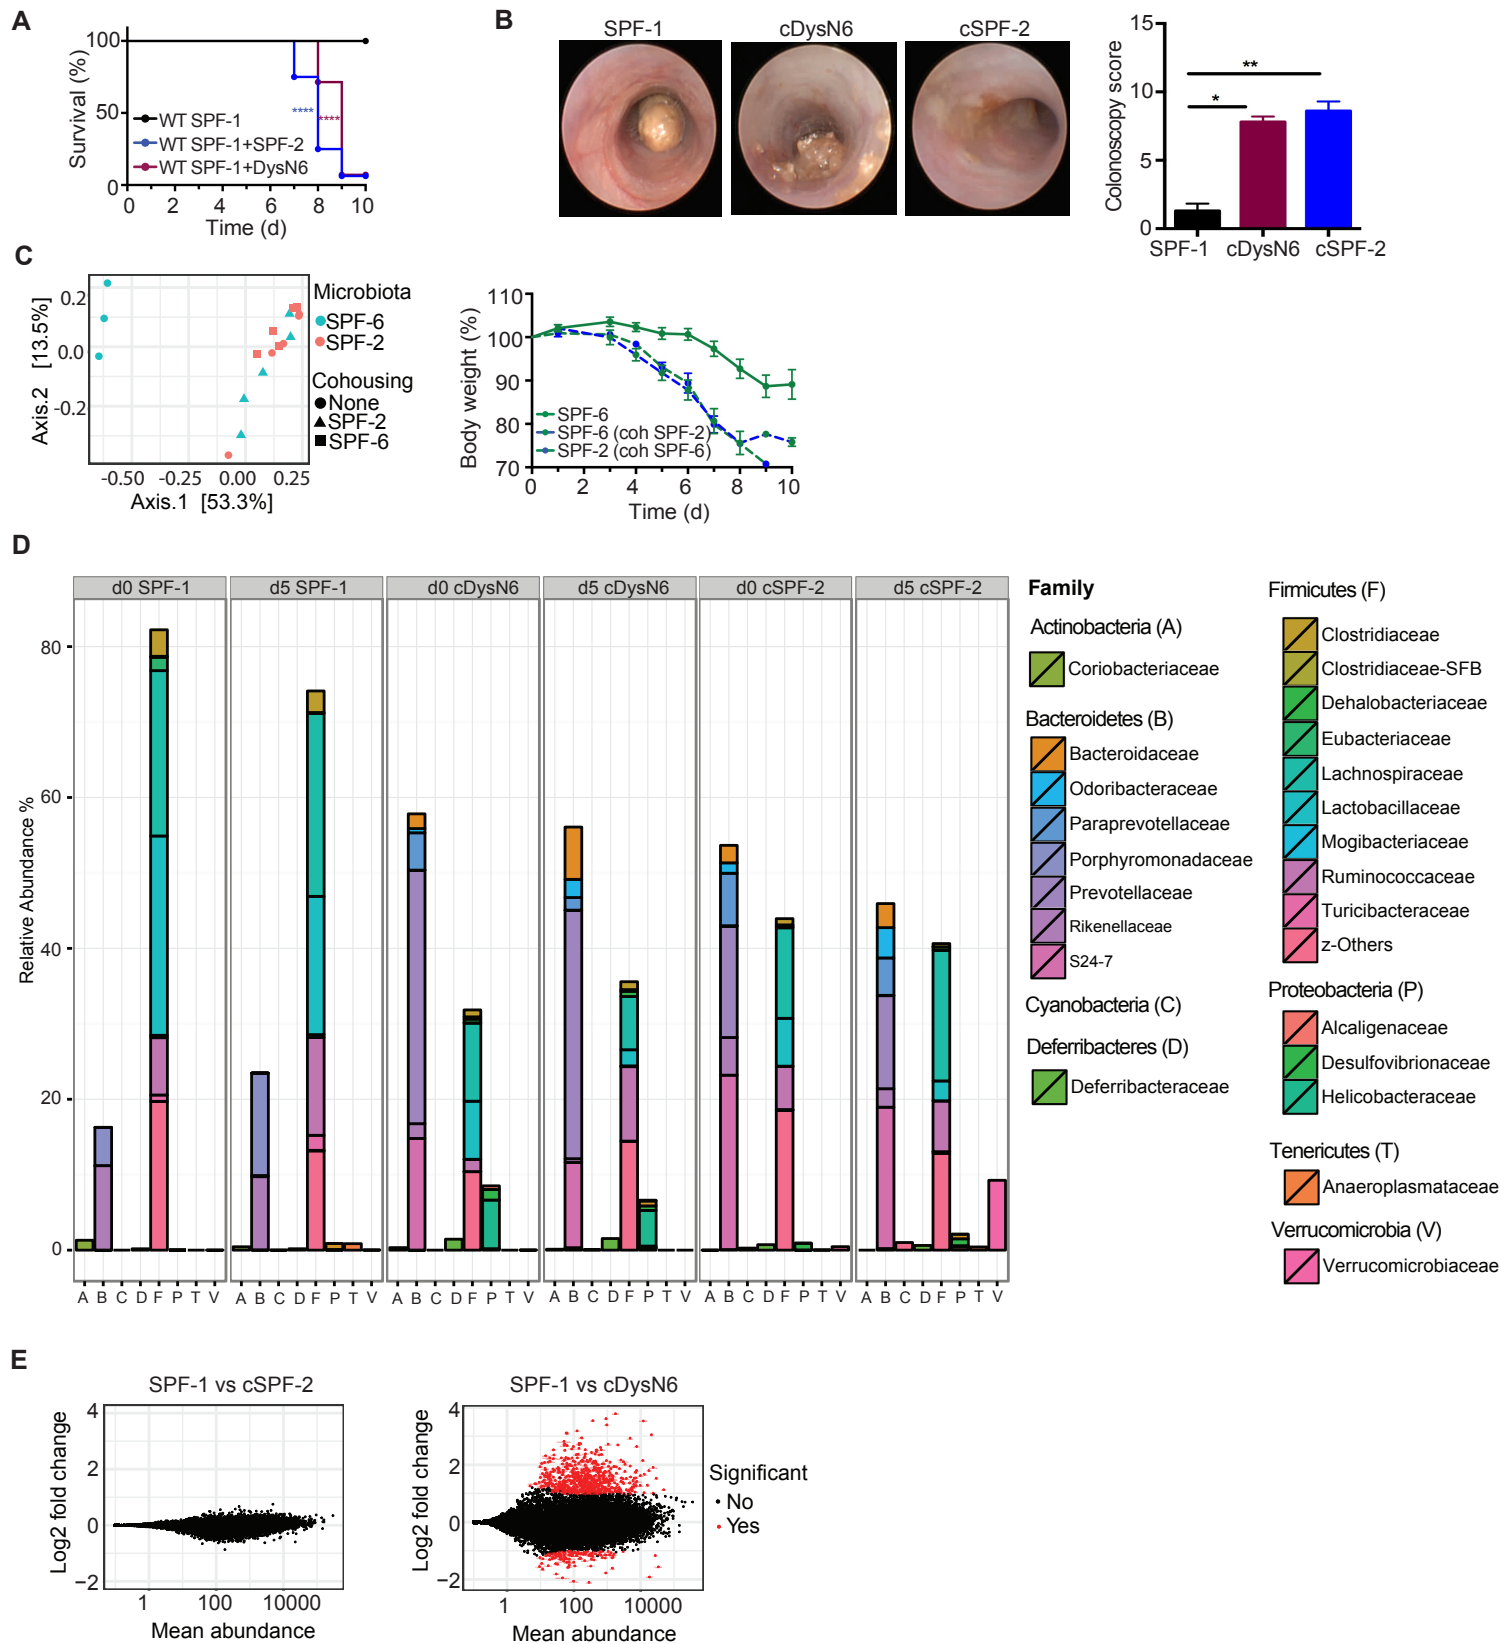 A
Survival (%)
100
50
0
WT SPF-1
WT SPF-1+SPF-2
WT SPF-1+DysN6
****
****
0 2 4 6 8 10
Time (d)
B
SPF-1 cDysN6 cSPF-2
Colonoscopy score
15
10
5
0
**
*
SPF-1 cDysN6 cSPF-2
C
Axis.2 [13.5%]
0.2
0.0
-0.2
-0.50 -0.25 0.00 0.25
Axis.1 [53.3%]
Microbiota
SPF-6
SPF-2
Cohousing
None
SPF-2
SPF-6
Body weight (%)
110
100
90
80
70
SPF-6
SPF-6 (coh SPF-2)
SPF-2 (coh SPF-6)
0 2 4 6 8 10
Time (d)
D
d0 SPF-1 d5 SPF-1 d0 cDysN6 d5 cDysN6 d0 cSPF-2 d5 cSPF-2
Relative Abundance %
80
60
40
20
0
A B C D F P T V A B C D F P T V A B C D F P T V A B C D F P T V A B C D F P T V A B C D F P T V
Family
Actinobacteria (A)
Coriobacteriaceae
Bacteroidetes (B)
Bacteroidaceae
Odoribacteraceae
Paraprevotellaceae
Porphyromonadaceae
Prevotellaceae
Rikenellaceae
S24-7
Cyanobacteria (C)
Deferribacteres (D)
Deferribacteraceae
Firmicutes (F)
Clostridiaceae
Clostridiaceae-SFB
Dehalobacteriaceae
Eubacteriaceae
Lachnospiraceae
Lactobacillaceae
Mogibacteriaceae
Ruminococcaceae
Turicibacteraceae
z-Others
Proteobacteria (P)
Alcaligenaceae
Desulfovibrionaceae
Helicobacteraceae
Tenericutes (T)
Anaeroplasmataceae
Verrucomicrobia (V)
Verrucomicrobiaceae
E
SPF-1 vs cSPF-2
Log2 fold change
4
2
0
−2
1 100 10000
Mean abundance
SPF-1 vs cDysN6
Log2 fold change
4
2
0
−2
1 100 10000
Mean abundance
Significant
No
Yes